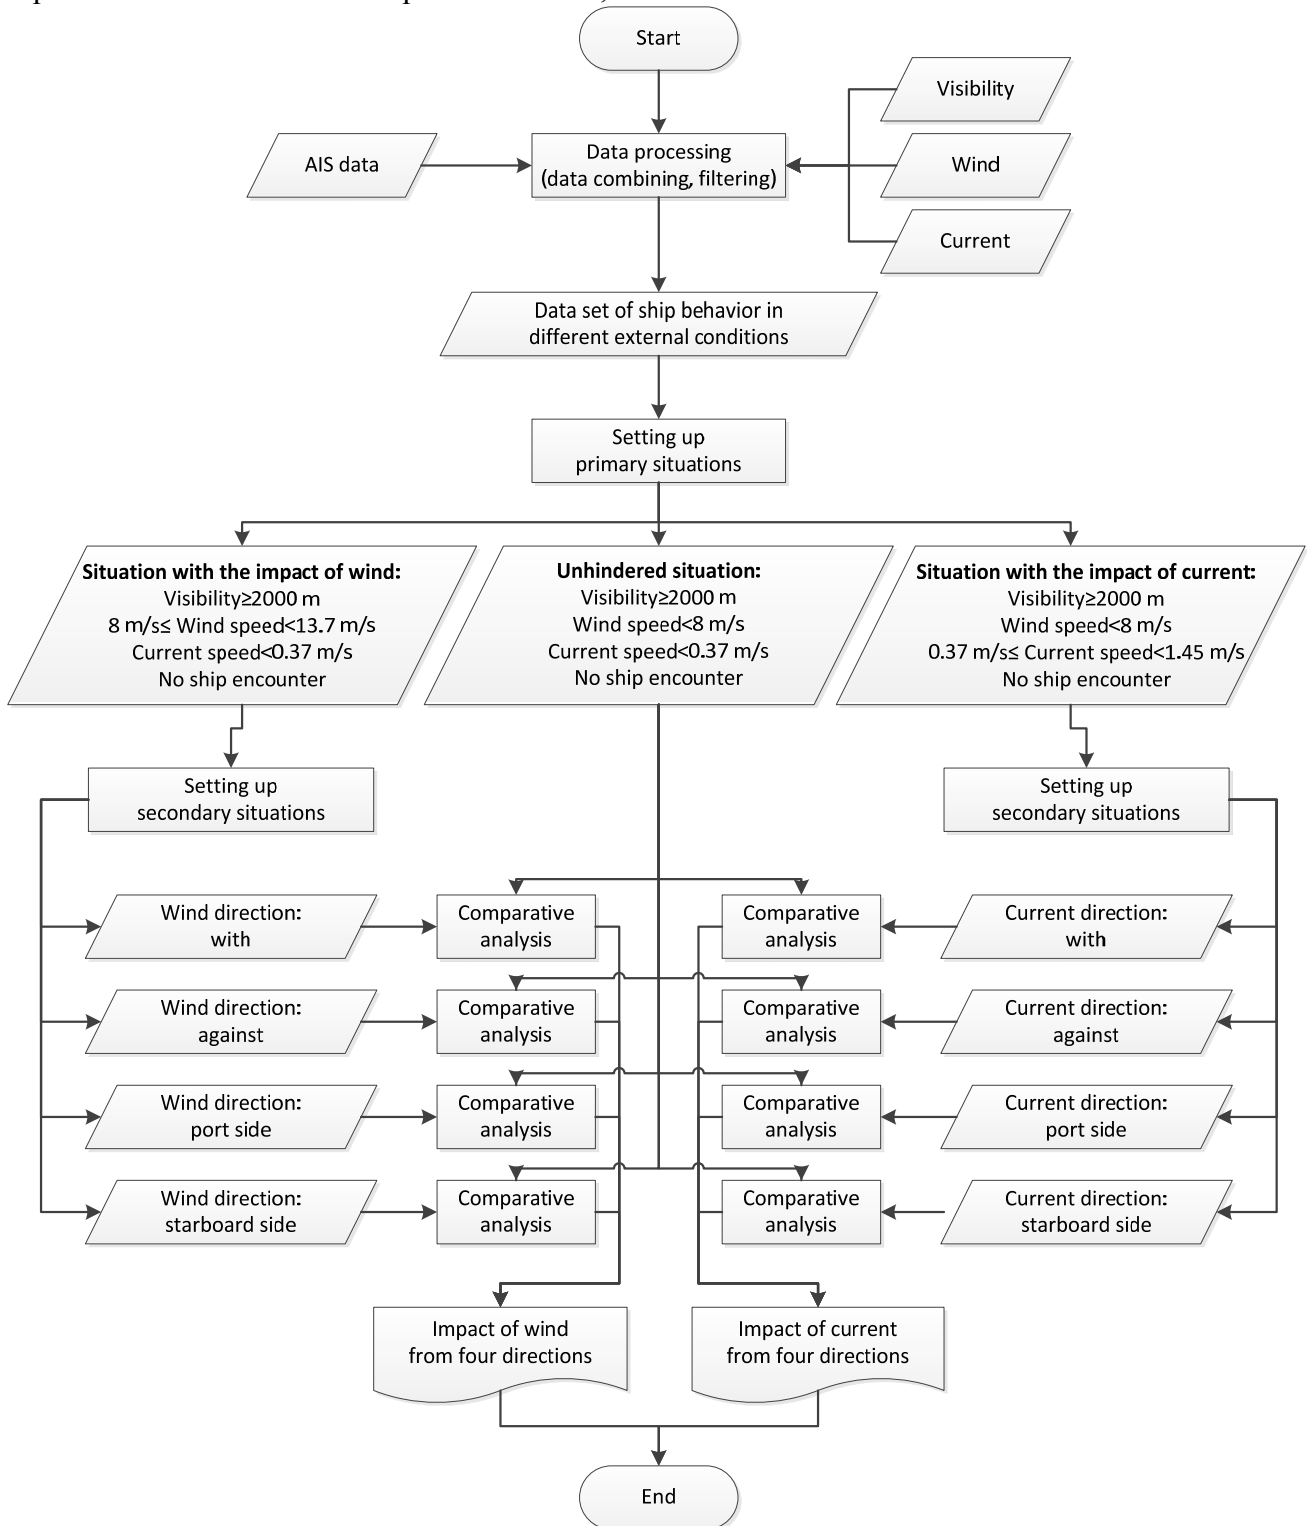 Start
Visibility
AIS data
Data processing
(data combining, filtering)
Wind
Current
Data set of ship behavior in
different external conditions
Setting up
primary situations
Situation with the impact of wind:
Visibility≥2000 m
8 m/s≤ Wind speed<13.7 m/s
Current speed<0.37 m/s
No ship encounter
Unhindered situation:
Visibility≥2000 m
Wind speed<8 m/s
Current speed<0.37 m/s
No ship encounter
Situation with the impact of current:
Visibility≥2000 m
Wind speed<8 m/s
0.37 m/s≤ Current speed<1.45 m/s
No ship encounter
Setting up
secondary situations
Setting up
secondary situations
Wind direction:
with
Comparative
analysis
Comparative
analysis
Current direction:
with
Wind direction:
against
Comparative
analysis
Comparative
analysis
Current direction:
against
Wind direction:
port side
Comparative
analysis
Comparative
analysis
Current direction:
port side
Wind direction:
starboard side
Comparative
analysis
Comparative
analysis
Current direction:
starboard side
Impact of wind
from four directions
Impact of current
from four directions
End